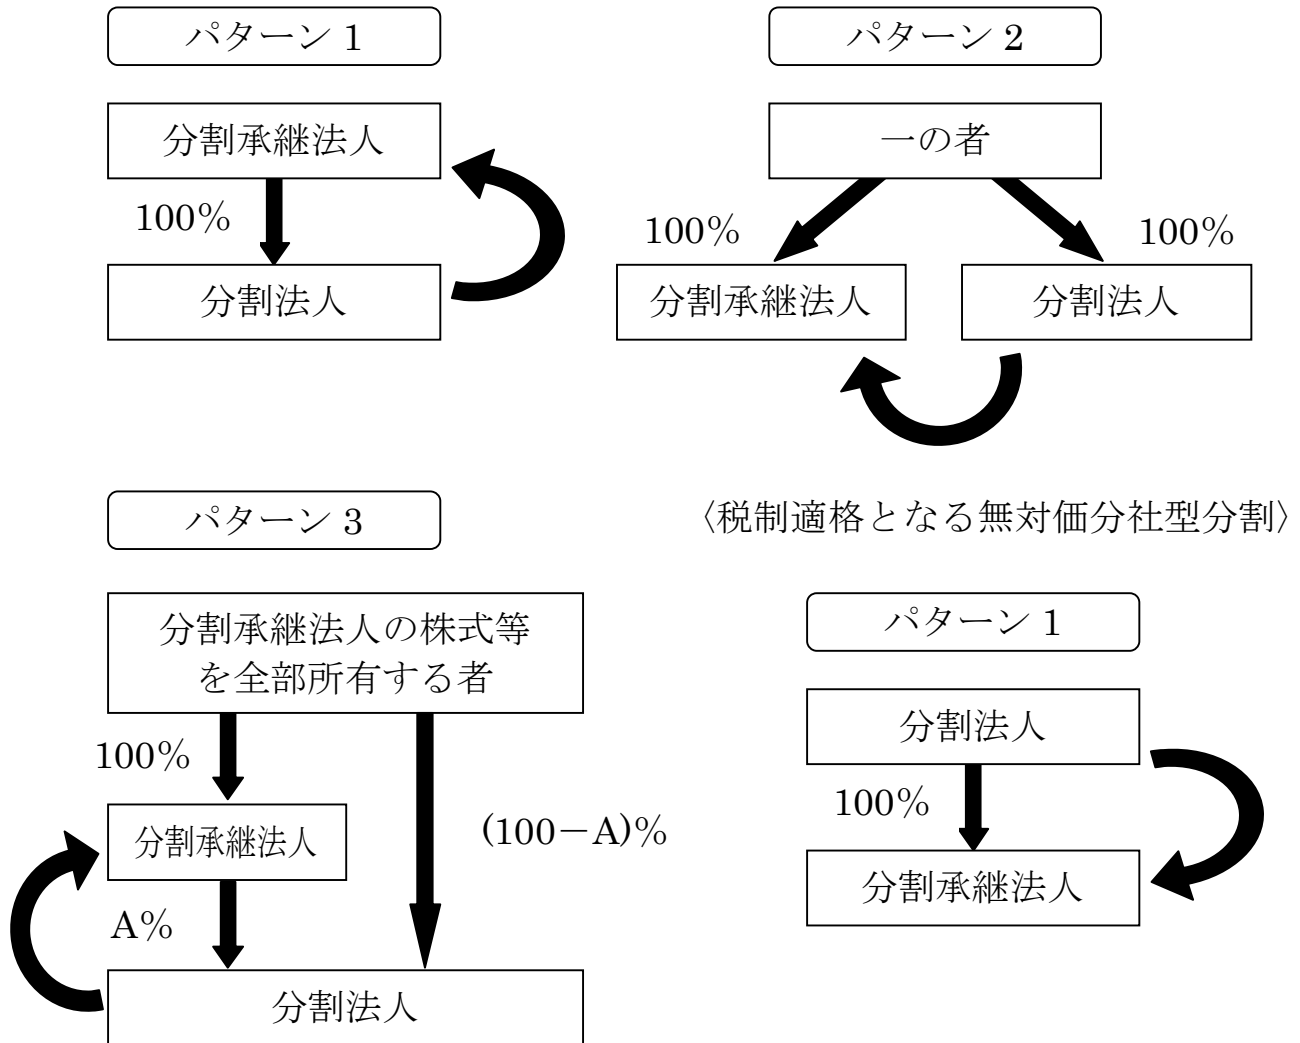 パターン 1
分割承継法人
100%
分割法人
パターン 2
一の者
100%
100%
分割承継法人
分割法人
パターン 3
分割承継法人の株式等
を全部所有する者
100%
(100－A)%
分割承継法人
A%
分割法人
〈税制適格となる無対価分社型分割〉
パターン 1
分割法人
100%
分割承継法人